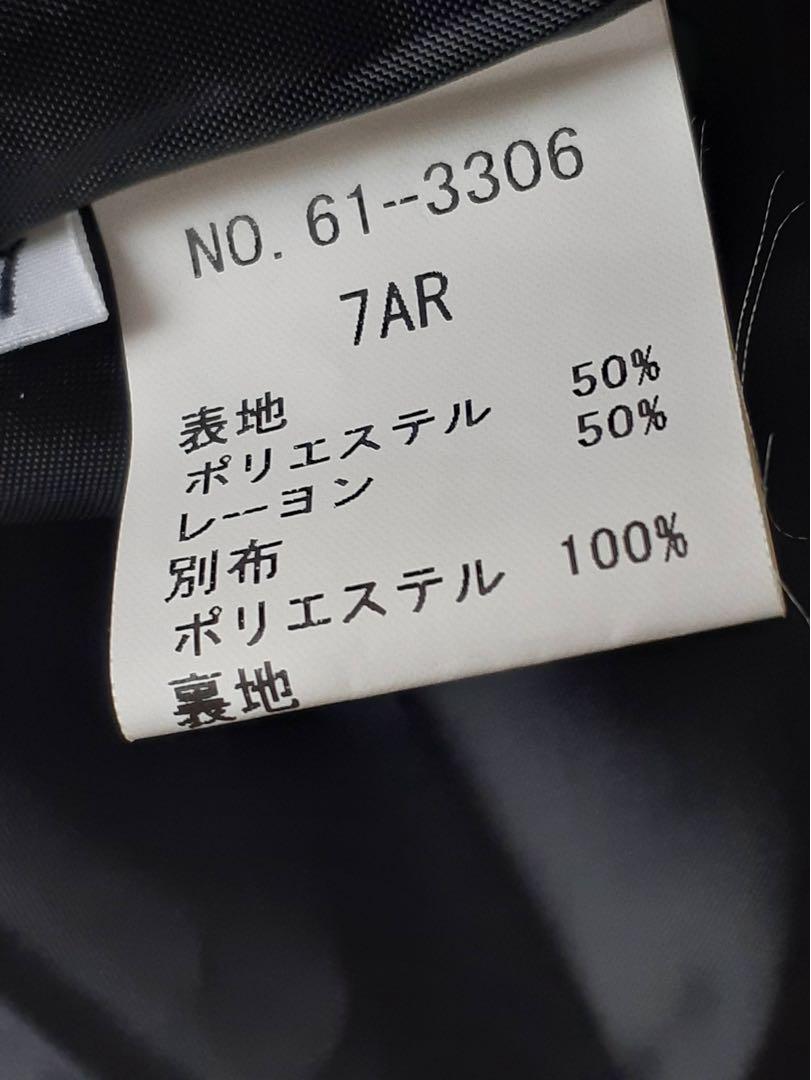 NO. 61--3306
7AR
表地
ポリエステル 50%
レーヨン 50%
別布
ポリエステル 100%
裏地